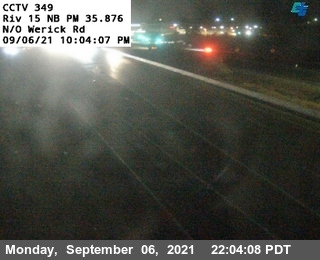 CCTV 349
Riv 15 NB PM 35.876
N/O Werick Rd
09/06/21 10:04:07 PM
Monday, September 06, 2021 22:04:08 PDT